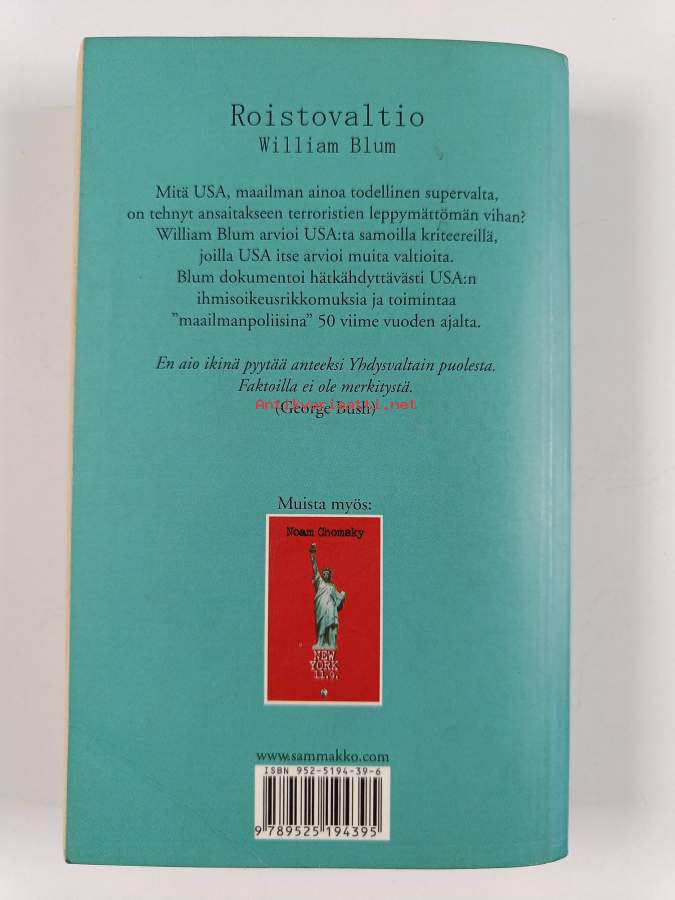 Roistovaltio
William Blum
Mitä USA, maailman ainoa todellinen supervalta,
on tehnyt ansaitakseen terroristien leppymättömän vihan?
William Blum arvioi USA:ta samoilla kriteereillä,
joilla USA itse arvioi muita valtioita.
Blum dokumentoi hätkähdyttävästi USA:n
ihmisoikeusrikkomuksia ja toimintaa
”maailmanpoliisina” 50 viime vuoden ajalta.
En aio ikinä pyytää anteeksi Yhdysvaltain puolesta.
Faktoilla ei ole merkitystä.
Antikvariaatti.net
(George Bush)
Muista myös:
Noam Chomsky
NEW
YORK
11.9.
www.sammakko.com
ISBN 952-5194-39-6
9 789525 194395